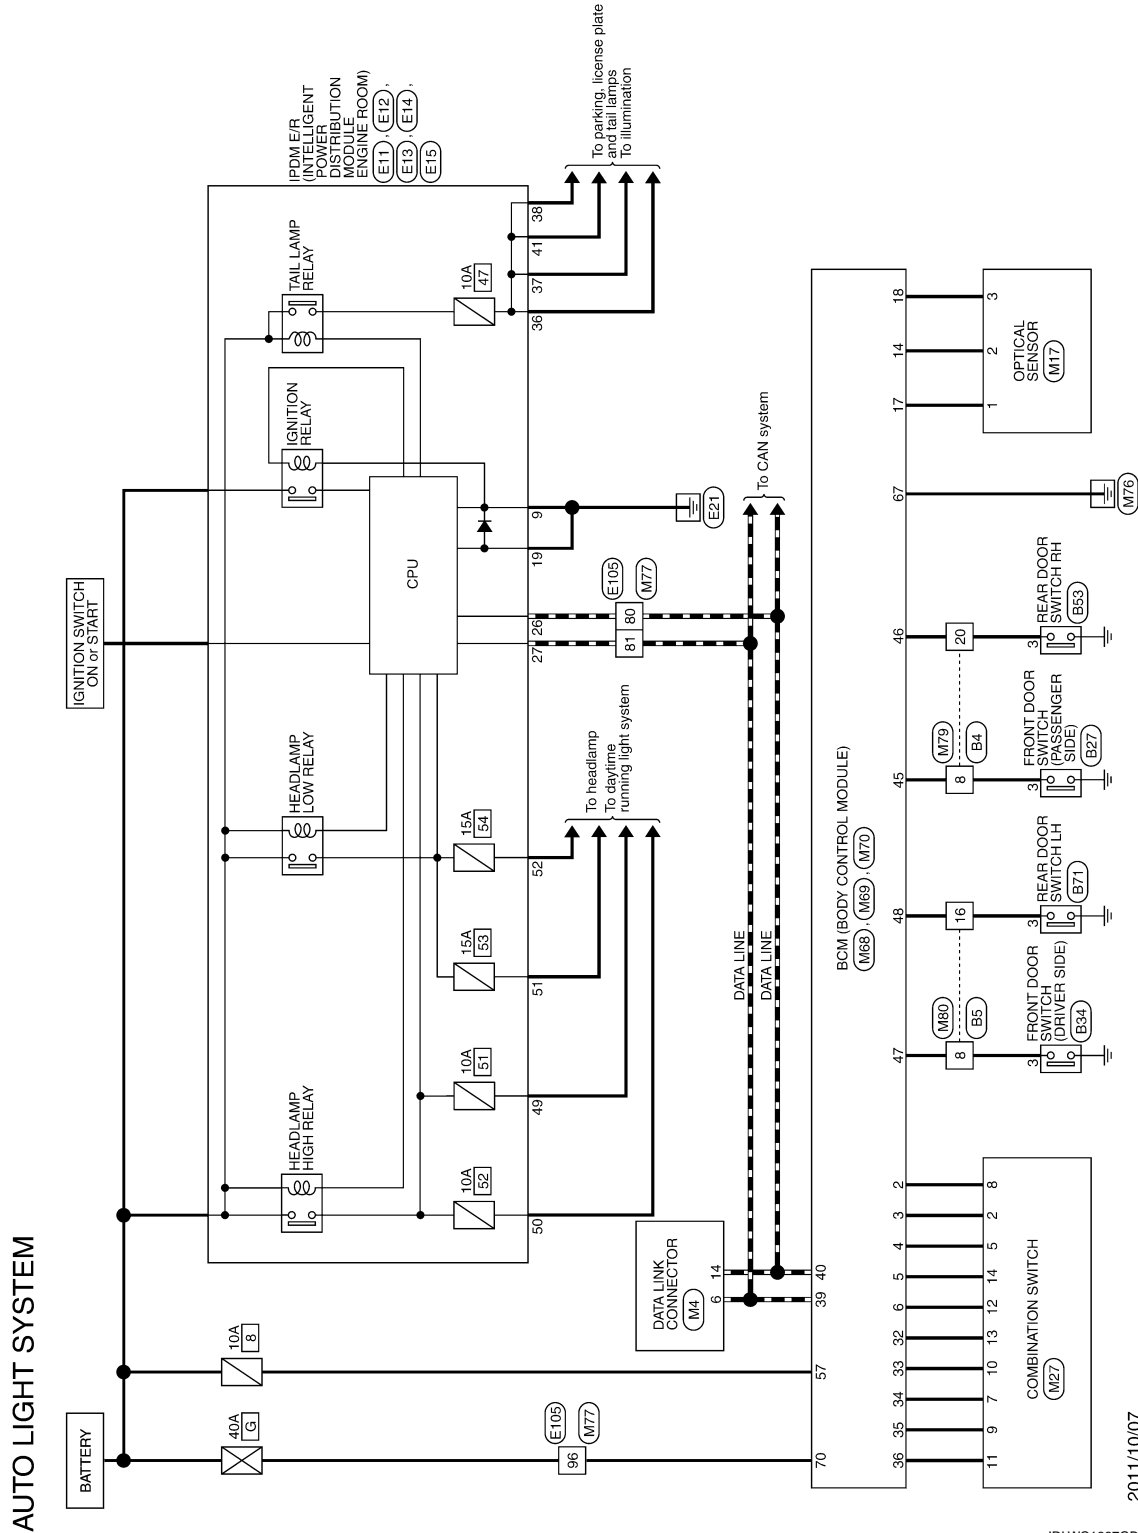 AUTO LIGHT SYSTEM
BATTERY
IGNITION SWITCH
ON or START
40A
G
10A
8
E105
M77
96
IPDM E/R
(INTELLIGENT
POWER
DISTRIBUTION
MODULE
ENGINE ROOM)
E11 , E12 ,
E13 , E14 ,
E15
HEADLAMP
HIGH RELAY
HEADLAMP
LOW RELAY
IGNITION
RELAY
TAIL LAMP
RELAY
CPU
10A
52
10A
51
15A
53
15A
54
10A
47
50
49
51
52
27
26
19
9
36
37
41
38
To headlamp
To daytime
running light system
81
80
E105
M77
E21
To parking, license plate
and tail lamps
To illumination
DATA LINK
CONNECTOR
M4
6
14
DATA LINE
DATA LINE
To CAN system
70
57
39
40
BCM (BODY CONTROL MODULE)
M68 , M69 , M70
36
35
34
33
32
6
5
4
3
2
47
48
45
46
67
17
14
18
11
9
7
10
13
12
14
5
2
8
COMBINATION SWITCH
M27
M80
B5
8
16
M79
B4
8
20
3
FRONT DOOR
SWITCH
(DRIVER SIDE)
B34
3
REAR DOOR
SWITCH LH
B71
3
FRONT DOOR
SWITCH
(PASSENGER
SIDE)
B27
3
REAR DOOR
SWITCH RH
B53
M76
1
2
3
OPTICAL
SENSOR
M17
2011/10/07